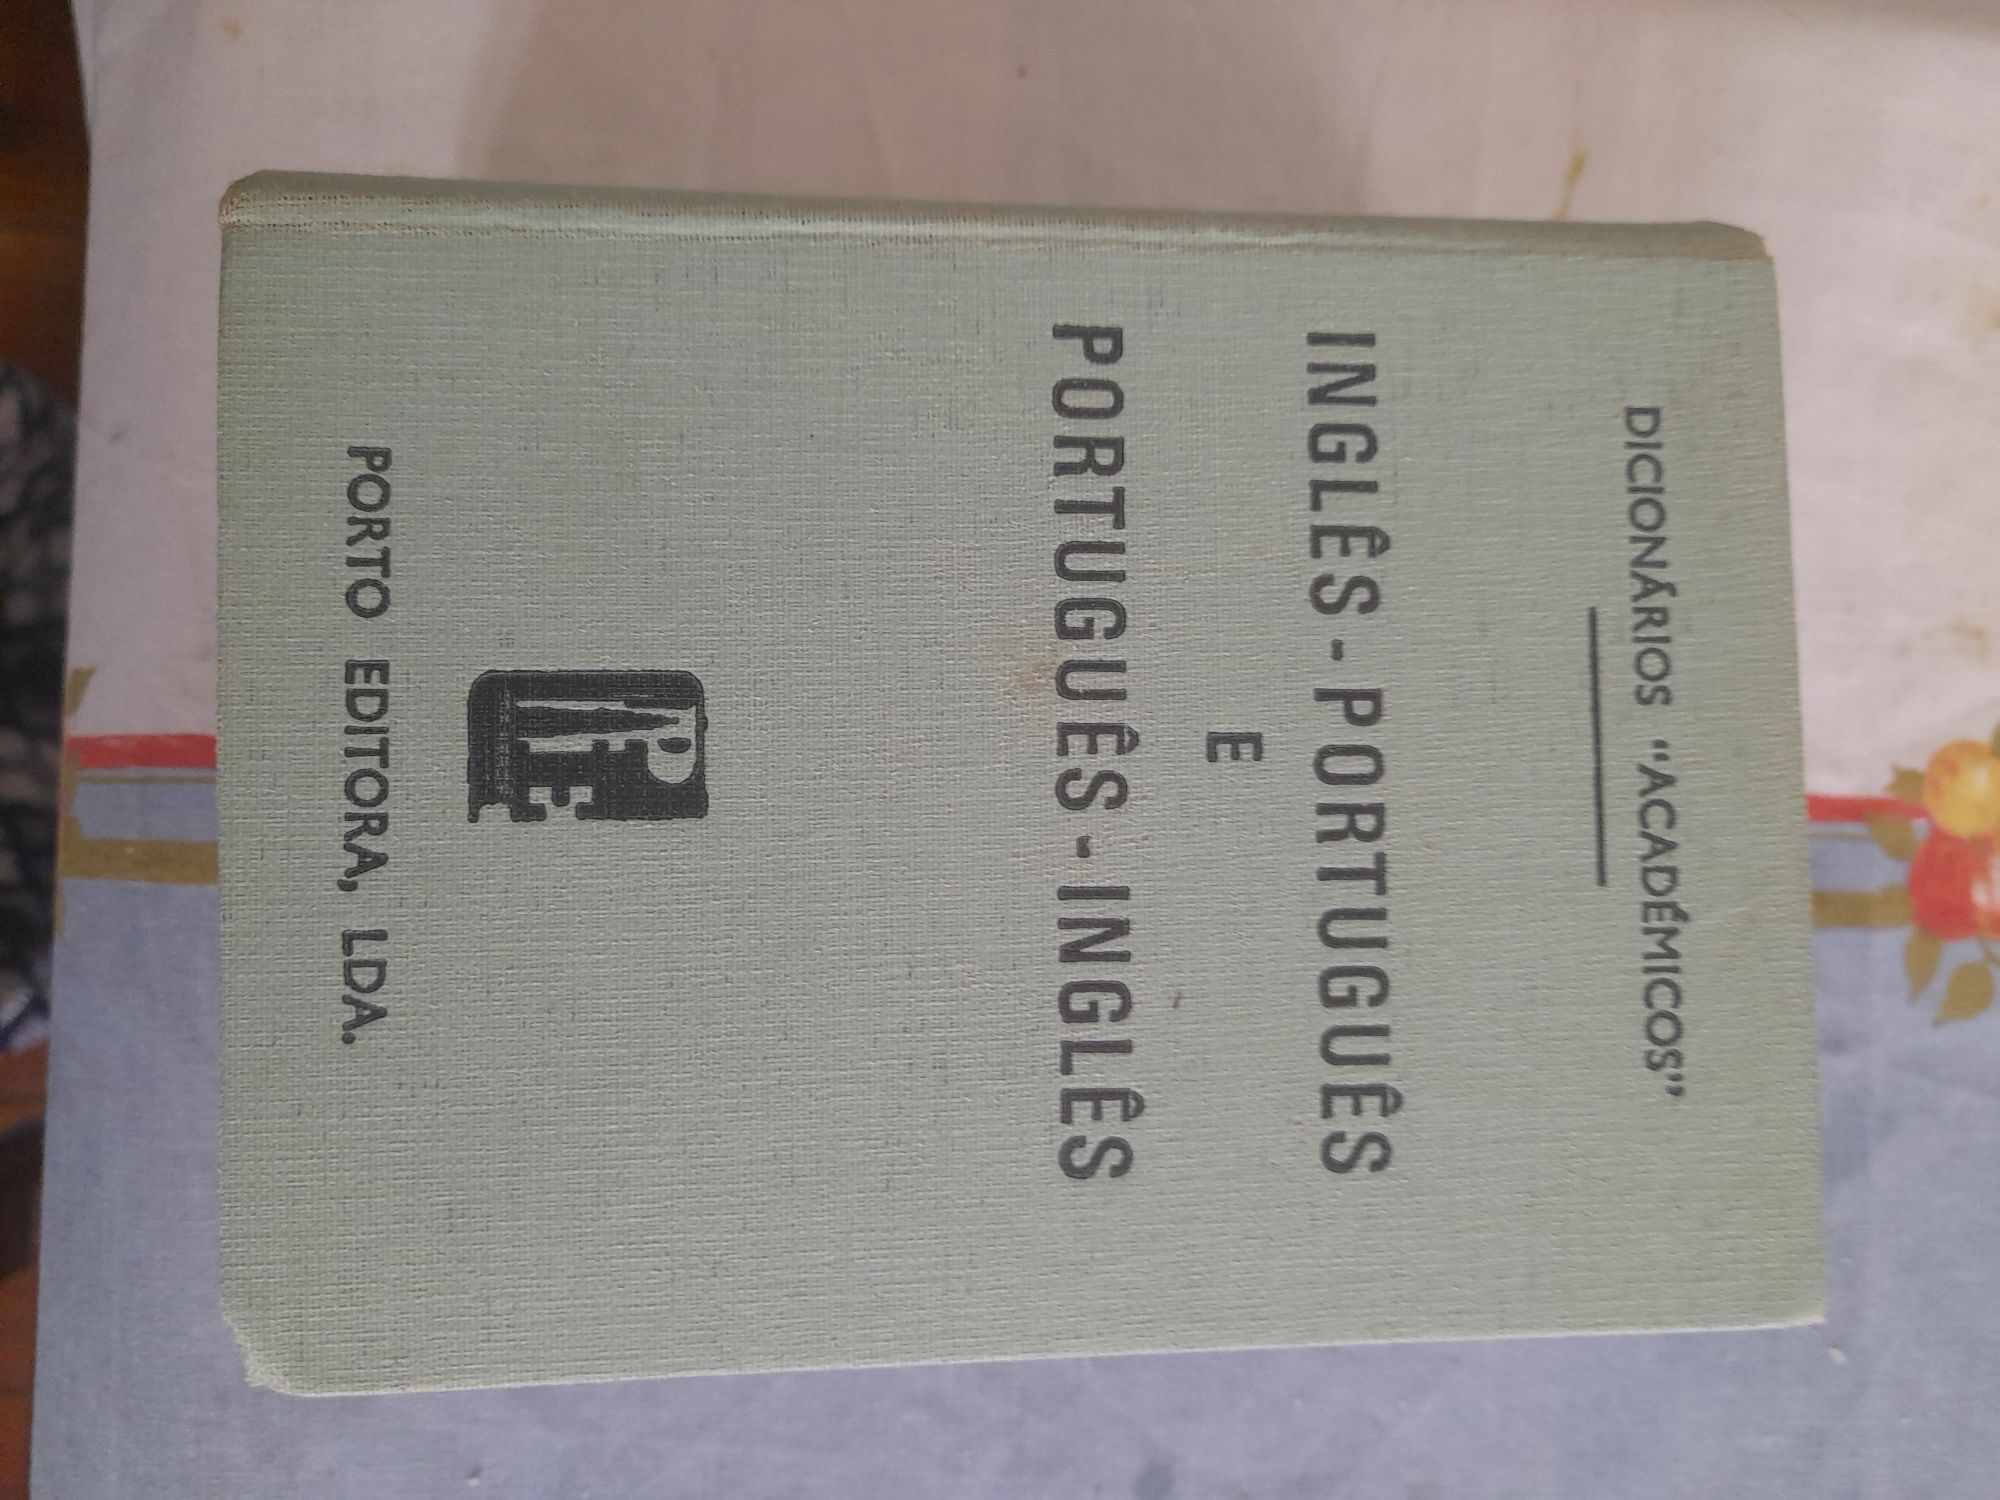 DICIONÁRIOS "ACADÉMICOS"
INGLÊS-PORTUGUÊS
E
PORTUGUÊS-INGLÊS
PE
PORTO EDITORA, LDA.